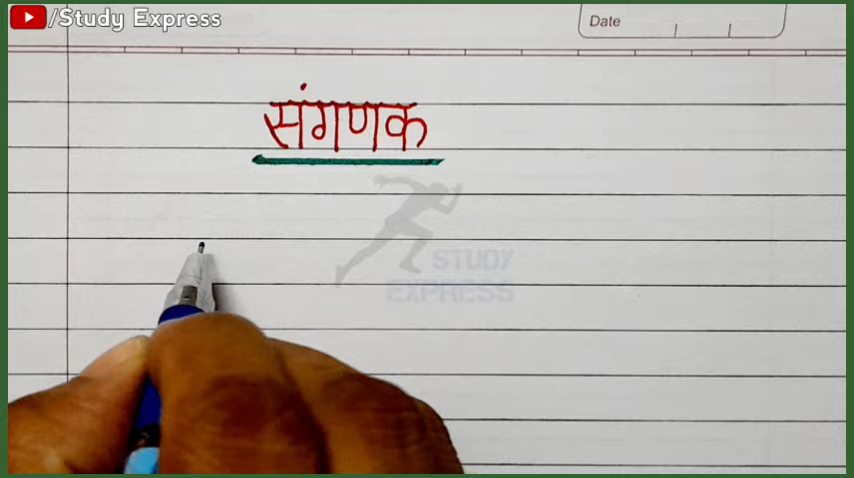 /Study Express
Date
संगणक
STUDY
EXPRESS